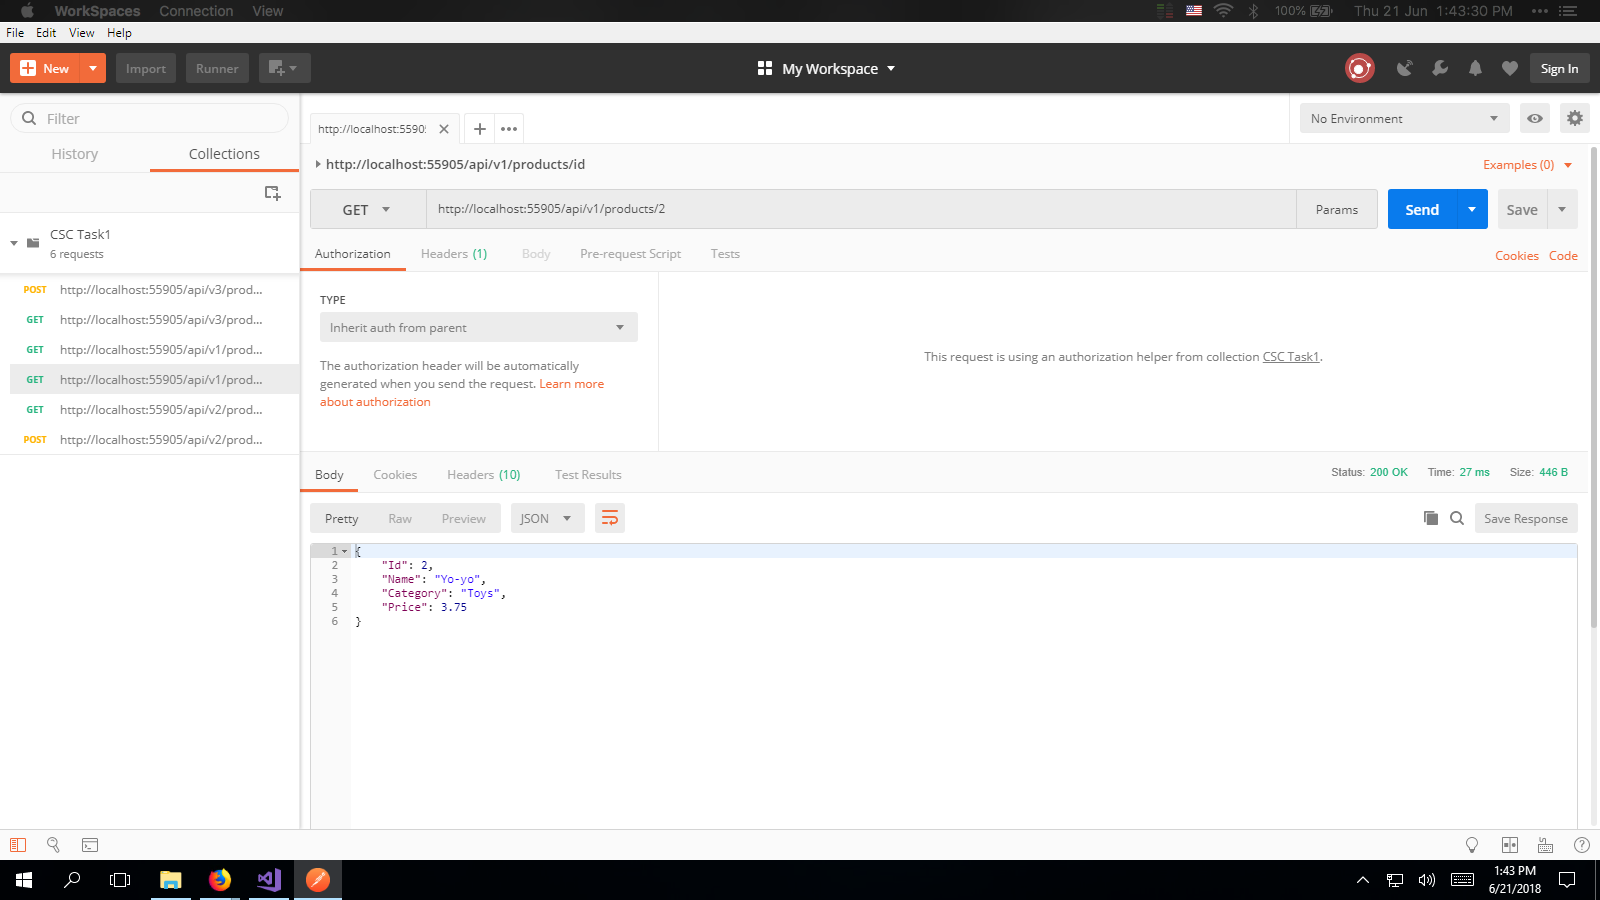 WorkSpaces Connection View 100% Thu 21 Jun 1:43:30 PM
File Edit View Help
New Import Runner My Workspace Sign In
Filter
History Collections
CSC Task1
6 requests
POST http://localhost:55905/api/v3/prod...
GET http://localhost:55905/api/v3/prod...
GET http://localhost:55905/api/v1/prod...
GET http://localhost:55905/api/v1/prod...
GET http://localhost:55905/api/v2/prod...
POST http://localhost:55905/api/v2/prod...
http://localhost:5590 No Environment
http://localhost:55905/api/v1/products/id Examples (0)
GET http://localhost:55905/api/v1/products/2 Params Send Save
Authorization Headers (1) Body Pre-request Script Tests Cookies Code
TYPE
Inherit auth from parent
The authorization header will be automatically
generated when you send the request. Learn more
about authorization
This request is using an authorization helper from collection CSC Task1.
Body Cookies Headers (10) Test Results Status: 200 OK Time: 27 ms Size: 446 B
Pretty Raw Preview JSON Save Response
1 {
2 "Id": 2,
3 "Name": "Yo-yo",
4 "Category": "Toys",
5 "Price": 3.75
6 }
1:43 PM
6/21/2018